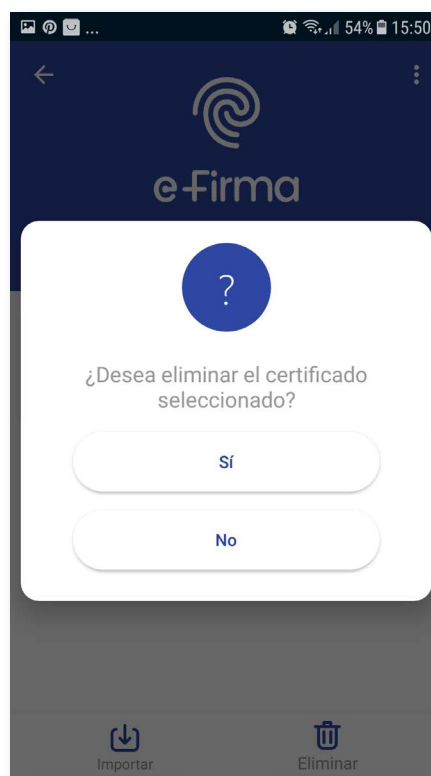 ... 54% 15:50
e-Firma
?
¿Desea eliminar el certificado
seleccionado?
Sí
No
Importar
Eliminar